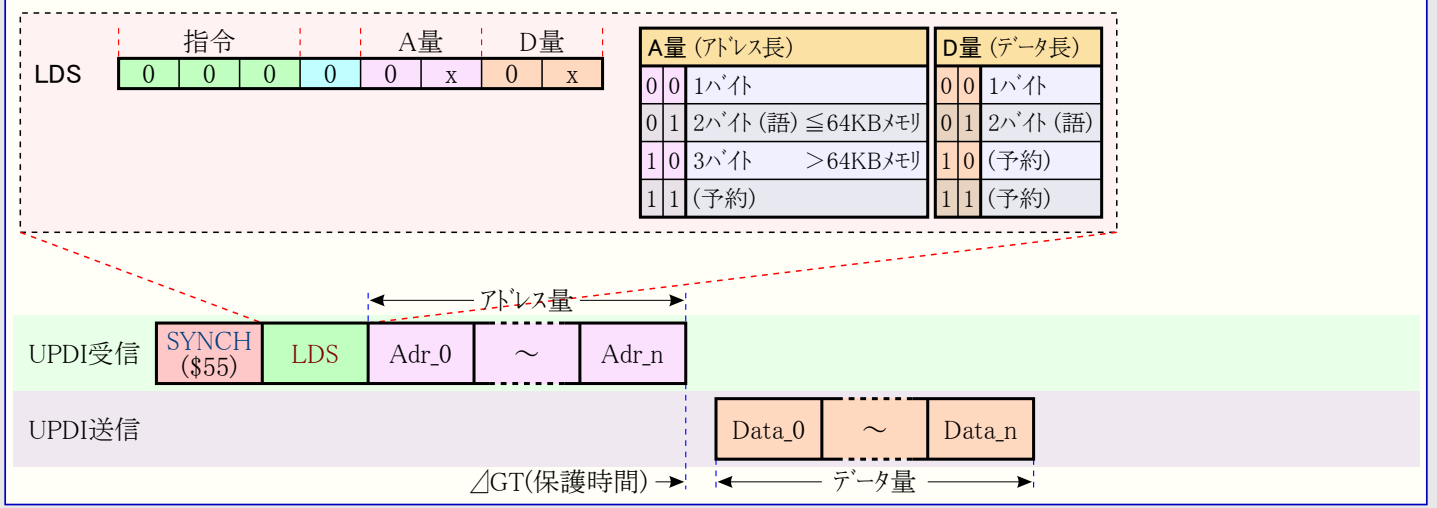 指令 A量 D量
LDS 0 0 0 0 0 x 0 x
A量 (アドレス長)
0 0 1バイト
0 1 2バイト (語) ≦64KBメモリ
1 0 3バイト >64KBメモリ
1 1 (予約)
D量 (データ長)
0 0 1バイト
0 1 2バイト (語)
1 0 (予約)
1 1 (予約)
アドレス量
UPDI受信 SYNCH ($55) LDS Adr_0 ～ Adr_n
UPDI送信 Data_0 ～ Data_n
⊿GT(保護時間) データ量